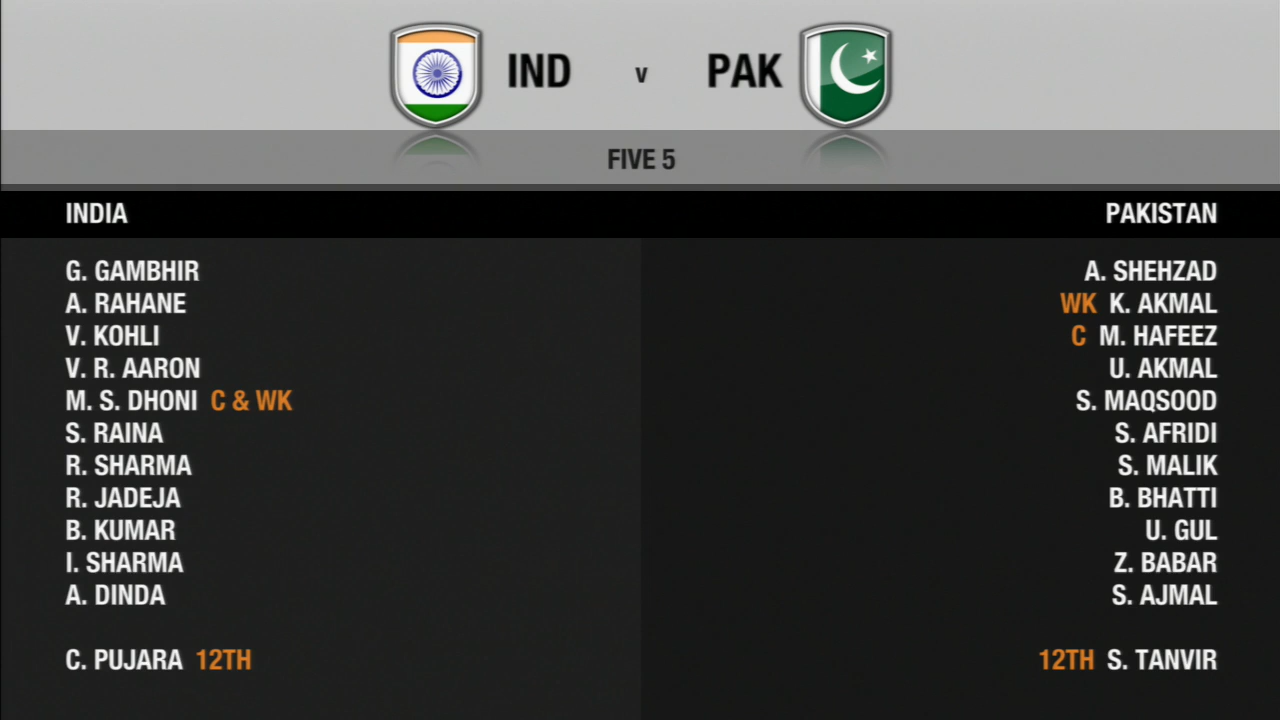 IND v PAK
FIVE 5
INDIA PAKISTAN
G. GAMBHIR A. SHEHZAD
A. RAHANE WK K. AKMAL
V. KOHLI C M. HAFEEZ
V. R. AARON U. AKMAL
M. S. DHONI C & WK S. MAQSOOD
S. RAINA S. AFRIDI
R. SHARMA S. MALIK
R. JADEJA B. BHATTI
B. KUMAR U. GUL
I. SHARMA Z. BABAR
A. DINDA S. AJMAL
C. PUJARA 12TH 12TH S. TANVIR